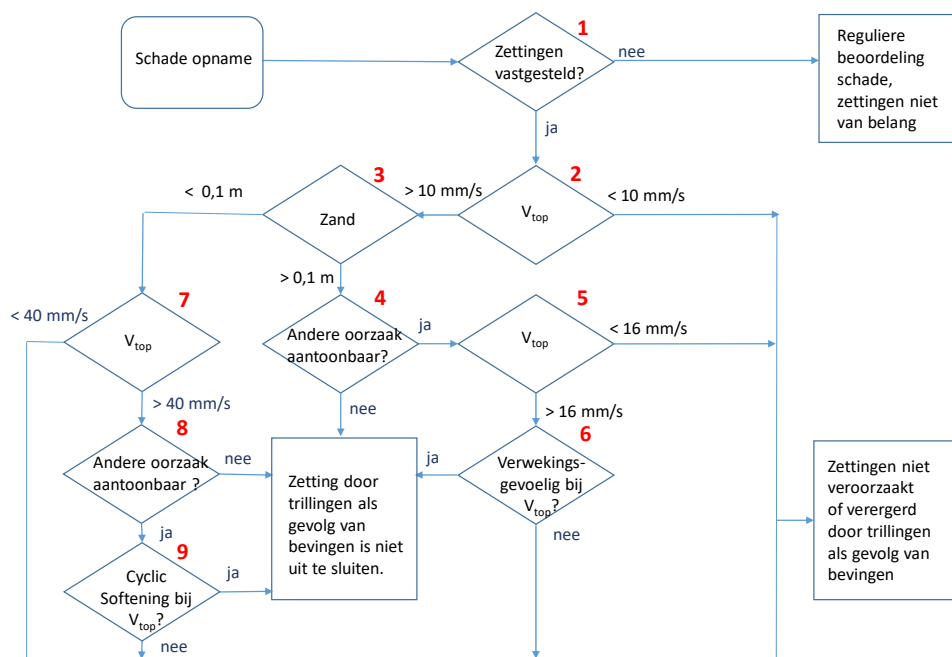 Schade opname
1
Zettingen
vastgesteld?
nee
Reguliere
beoordeling
schade,
zettingen niet
van belang
ja
2
V_top
> 10 mm/s
< 10 mm/s
3
Zand
< 0,1 m
> 0,1 m
4
Andere oorzaak
aantoonbaar?
ja
nee
5
V_top
< 16 mm/s
> 16 mm/s
6
Verwekings-
gevoelig bij
V_top?
ja
nee
7
V_top
< 40 mm/s
> 40 mm/s
8
Andere oorzaak
aantoonbaar ?
nee
ja
9
Cyclic
Softening bij
V_top?
ja
nee
Zetting door
trillingen als
gevolg van
bevingen is niet
uit te sluiten.
Zettingen niet
veroorzaakt
of verergerd
door trillingen
als gevolg van
bevingen